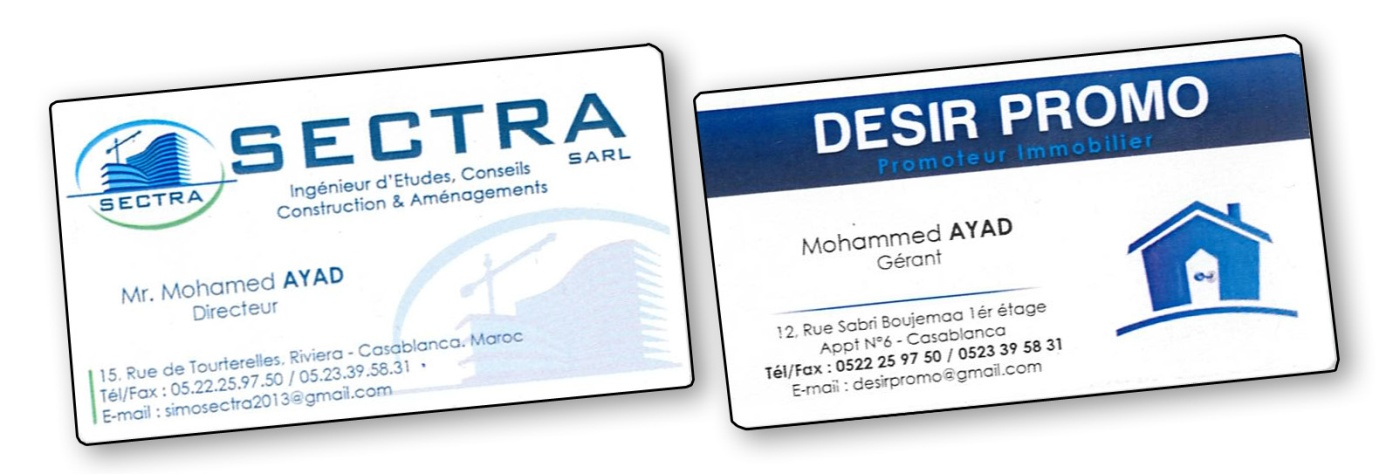 SECTRA
SECTRA
SARL
Ingénieur d'Etudes, Conseils
Construction & Aménagements
Mr. Mohamed AYAD
Directeur
15. Rue de Tourterelles. Riviera - Casablanca. Maroc
Tél/Fax : 05.22.25.97.50 / 05.23.39.58.31
E-mail : simosectra2013@gmail.com
DESIR PROMO
Promoteur Immobilier
Mohammed AYAD
Gérant
12, Rue Sabri Boujemaa 1ér étage
Appt N°6 - Casablanca
Tél/Fax : 0522 25 97 50 / 0523 39 58 31
E-mail : desirpromo@gmail.com